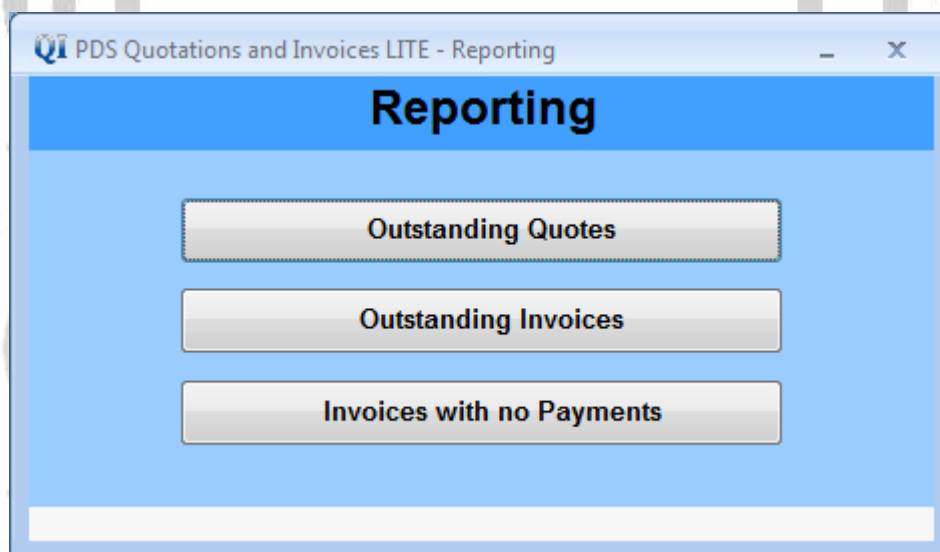 QI PDS Quotations and Invoices LITE - Reporting
Reporting
Outstanding Quotes
Outstanding Invoices
Invoices with no Payments